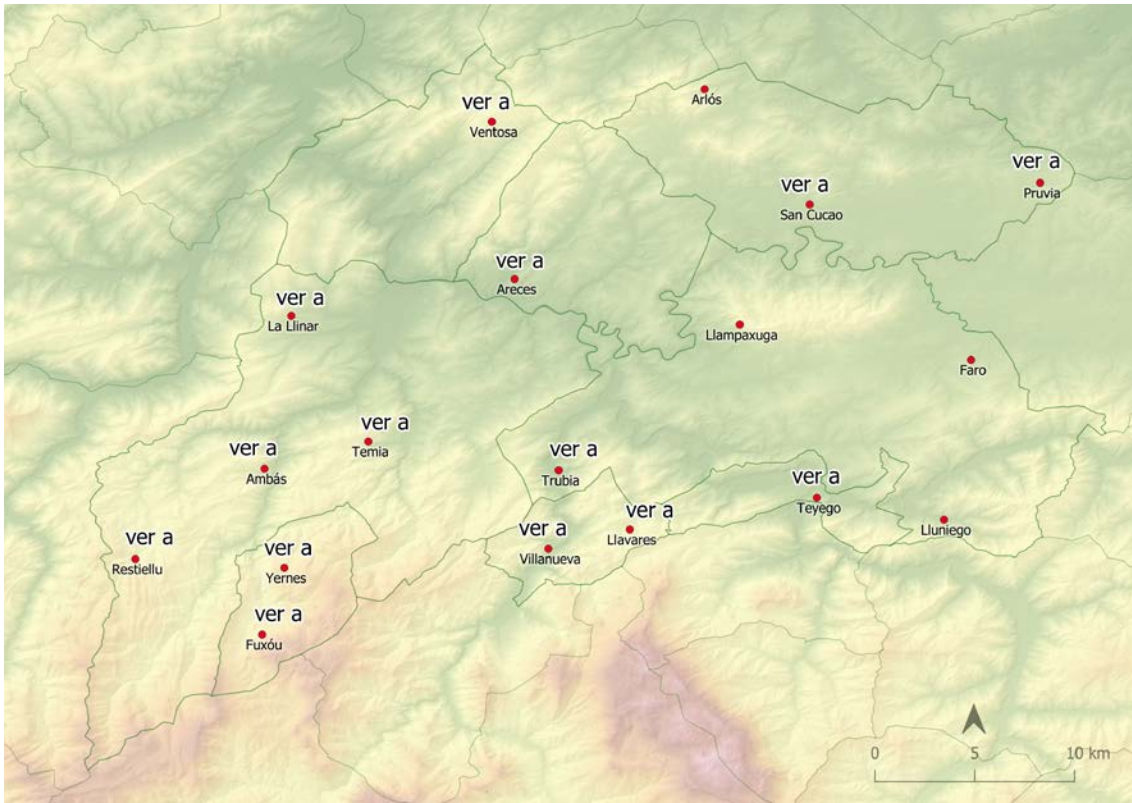 Arlós
ver a
Ventosa
ver a
Pruvia
ver a
San Cucao
ver a
Areces
ver a
La Llinar
Llampaxuga
Faro
ver a
Temia
ver a
Ambás
ver a
Trubia
ver a
Teyego
ver a
Llavares
Lluniego
ver a
Villanueva
ver a
Restiellu
ver a
Yernes
ver a
Fuxóu
0 5 10 km